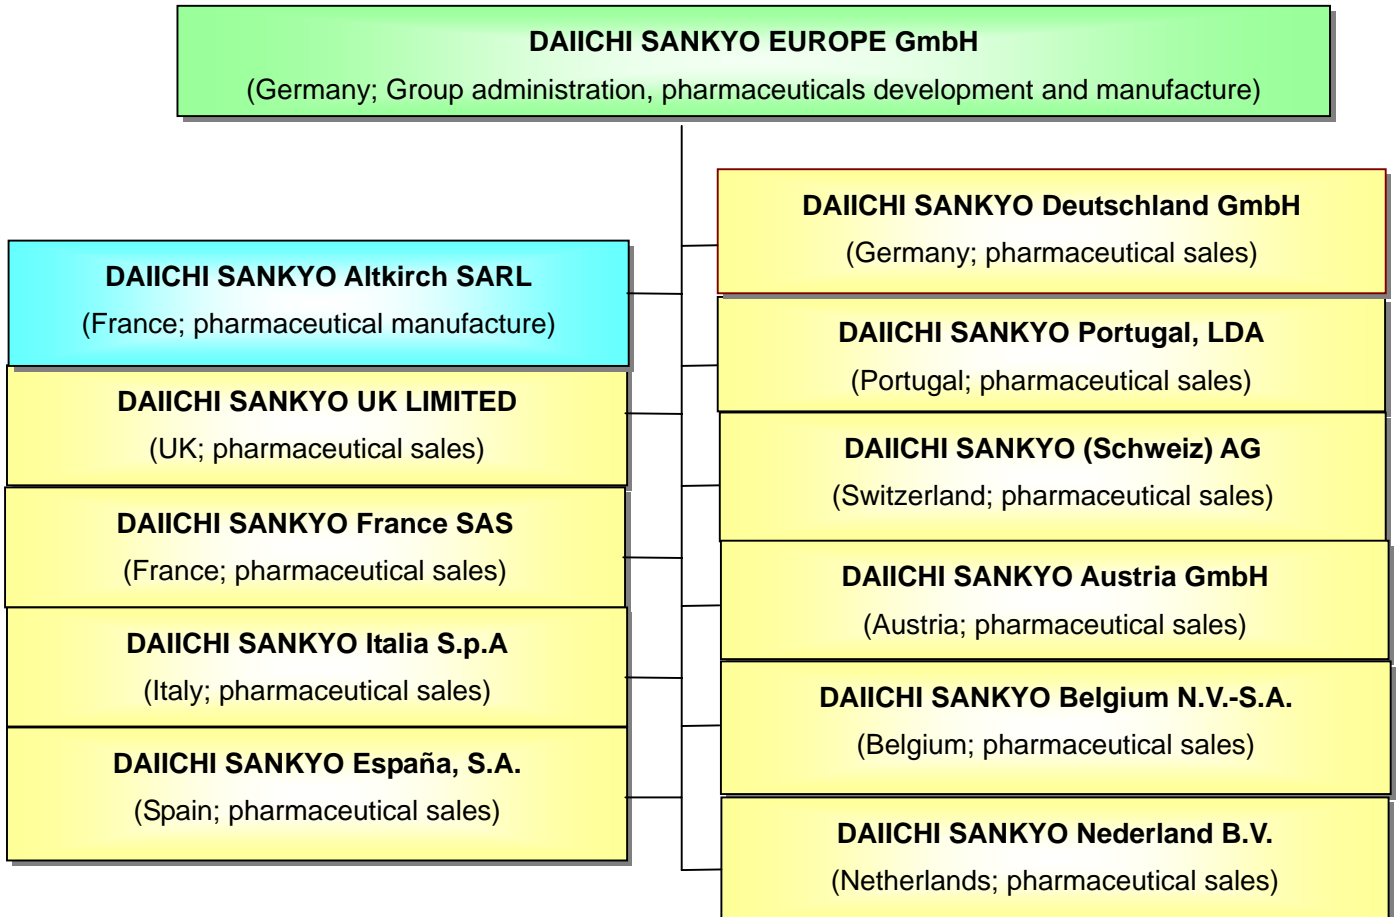 DAIICHI SANKYO EUROPE GmbH
(Germany; Group administration, pharmaceuticals development and manufacture)
DAIICHI SANKYO Altkirch SARL
(France; pharmaceutical manufacture)
DAIICHI SANKYO UK LIMITED
(UK; pharmaceutical sales)
DAIICHI SANKYO France SAS
(France; pharmaceutical sales)
DAIICHI SANKYO Italia S.p.A
(Italy; pharmaceutical sales)
DAIICHI SANKYO España, S.A.
(Spain; pharmaceutical sales)
DAIICHI SANKYO Deutschland GmbH
(Germany; pharmaceutical sales)
DAIICHI SANKYO Portugal, LDA
(Portugal; pharmaceutical sales)
DAIICHI SANKYO (Schweiz) AG
(Switzerland; pharmaceutical sales)
DAIICHI SANKYO Austria GmbH
(Austria; pharmaceutical sales)
DAIICHI SANKYO Belgium N.V.-S.A.
(Belgium; pharmaceutical sales)
DAIICHI SANKYO Nederland B.V.
(Netherlands; pharmaceutical sales)